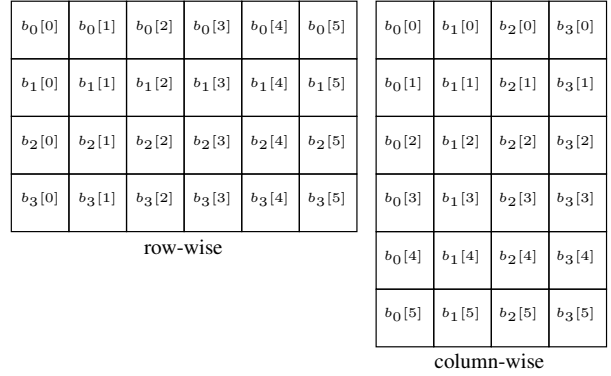 b0[0] b0[1] b0[2] b0[3] b0[4] b0[5]
b1[0] b1[1] b1[2] b1[3] b1[4] b1[5]
b2[0] b2[1] b2[2] b2[3] b2[4] b2[5]
b3[0] b3[1] b3[2] b3[3] b3[4] b3[5]
row-wise
b0[0] b1[0] b2[0] b3[0]
b0[1] b1[1] b2[1] b3[1]
b0[2] b1[2] b2[2] b3[2]
b0[3] b1[3] b2[3] b3[3]
b0[4] b1[4] b2[4] b3[4]
b0[5] b1[5] b2[5] b3[5]
column-wise